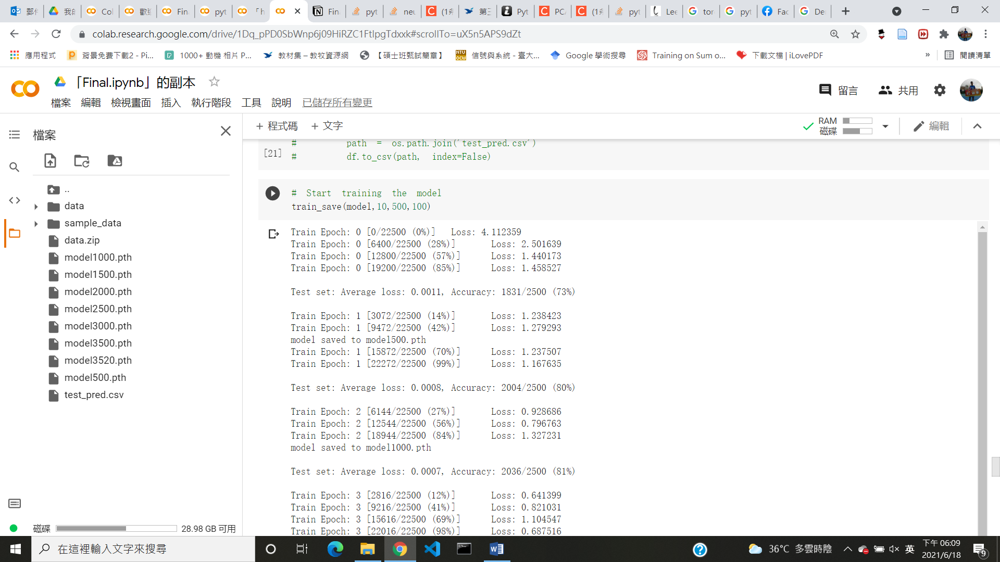 郵件
我的
Col
歡迎
Fin
pyt
「h
Fin
pyt
neu
(1條
第三
Pyt
PCA
(1條
pyt
Lee
tor
pyt
Fac
De
colab.research.google.com/drive/1Dq_pPD0SbWnp6j09HiRZC1FtlpgTdxxk#scrollTo=uX5n5APS9dZt
應用程式
背景免費下載2 - Pi...
1000+ 動機 相片 P...
教材集 – 教牧資源網
【碩士班甄試簡章】
信號與系統 - 臺大...
Google 學術搜尋
Training on Sum o...
下載文檔 | iLovePDF
»
閱讀清單
「Final.ipynb」的副本
留言
共用
檔案 編輯 檢視畫面 插入 執行階段 工具 說明 已儲存所有變更
檔案
+ 程式碼 + 文字
RAM
磁碟
編輯
..
data
sample_data
data.zip
model1000.pth
model1500.pth
model2000.pth
model2500.pth
model3000.pth
model3500.pth
model3520.pth
model500.pth
test_pred.csv
磁碟 28.98 GB 可用
[21]
# path = os.path.join('test_pred.csv')
# df.to_csv(path, index=False)
# Start training the model
train_save(model,10,500,100)
Train Epoch: 0 [0/22500 (0%)] Loss: 4.112359
Train Epoch: 0 [6400/22500 (28%)] Loss: 2.501639
Train Epoch: 0 [12800/22500 (57%)] Loss: 1.440173
Train Epoch: 0 [19200/22500 (85%)] Loss: 1.458527
Test set: Average loss: 0.0011, Accuracy: 1831/2500 (73%)
Train Epoch: 1 [3072/22500 (14%)] Loss: 1.238423
Train Epoch: 1 [9472/22500 (42%)] Loss: 1.279293
model saved to model500.pth
Train Epoch: 1 [15872/22500 (70%)] Loss: 1.237507
Train Epoch: 1 [22272/22500 (99%)] Loss: 1.167635
Test set: Average loss: 0.0008, Accuracy: 2004/2500 (80%)
Train Epoch: 2 [6144/22500 (27%)] Loss: 0.928686
Train Epoch: 2 [12544/22500 (56%)] Loss: 0.796763
Train Epoch: 2 [18944/22500 (84%)] Loss: 1.327231
model saved to model1000.pth
Test set: Average loss: 0.0007, Accuracy: 2036/2500 (81%)
Train Epoch: 3 [2816/22500 (12%)] Loss: 0.641399
Train Epoch: 3 [9216/22500 (41%)] Loss: 0.821031
Train Epoch: 3 [15616/22500 (69%)] Loss: 1.104547
Train Epoch: 3 [22016/22500 (98%)] Loss: 0.687516
在這裡輸入文字來搜尋
36°C 多雲時陰
英
下午 06:09
2021/6/18
9